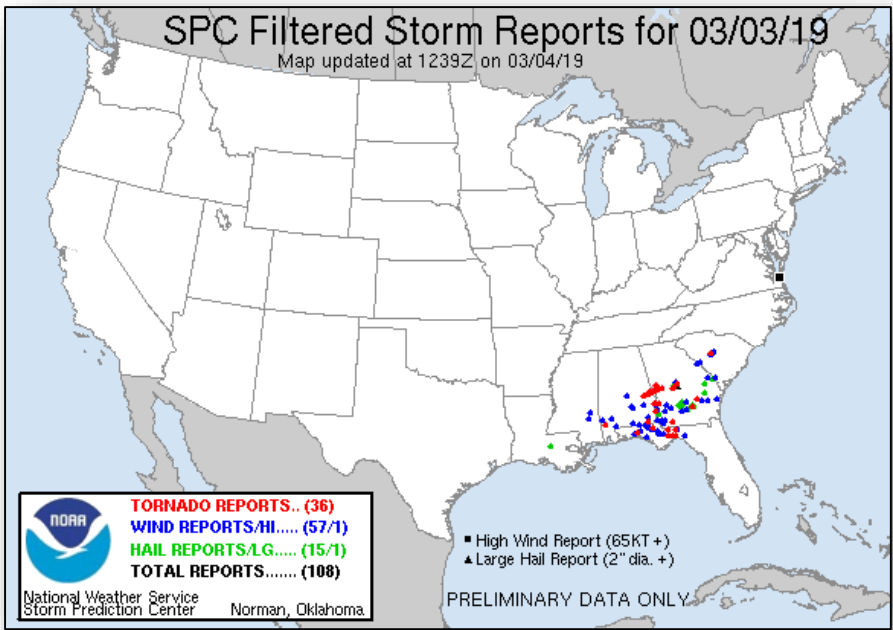 SPC Filtered Storm Reports for 03/03/19
Map updated at 1239Z on 03/04/19
NOAA
TORNADO REPORTS.. (36)
WIND REPORTS/HI..... (57/1)
HAIL REPORTS/LG..... (15/1)
TOTAL REPORTS....... (108)
National Weather Service
Storm Prediction Center Norman, Oklahoma
High Wind Report (65KT +)
Large Hail Report (2" dia. +)
PRELIMINARY DATA ONLY